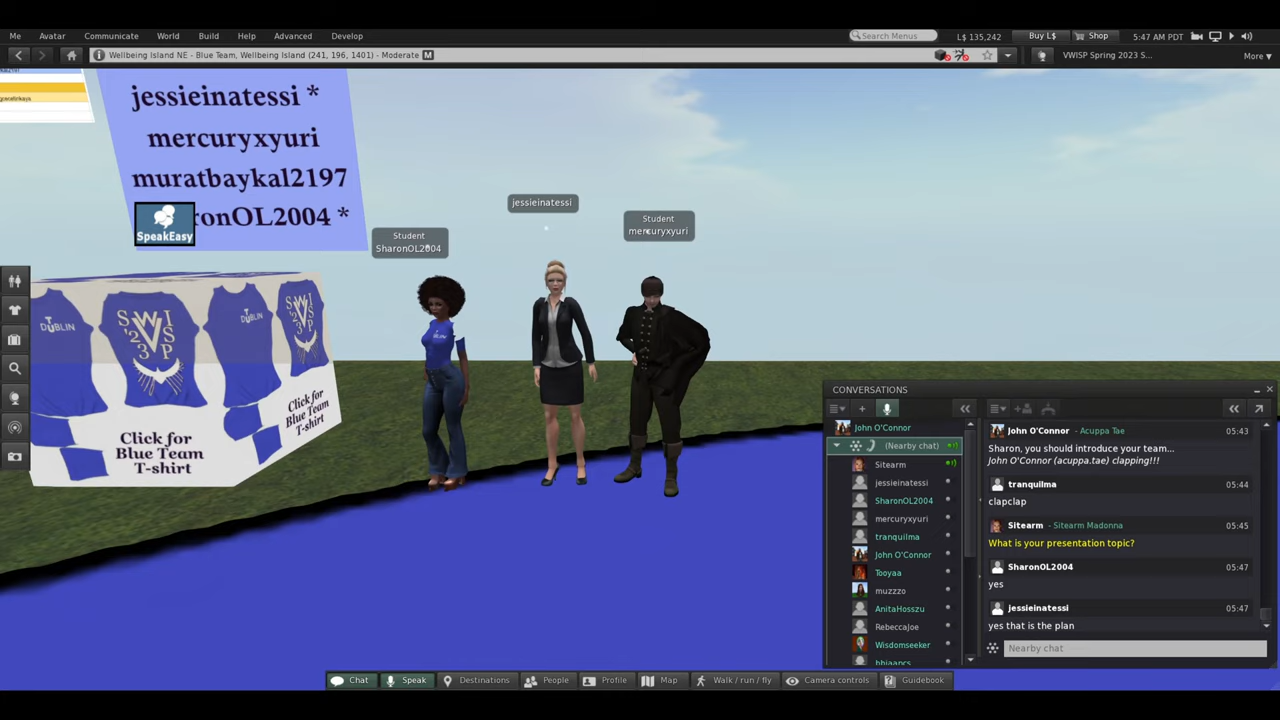 Me Avatar Communicate World Build Help Advanced Develop
Search Menus
L$ 135,242
Buy L$
Shop
5:47 AM PDT
Wellbeing Island NE - Blue Team, Wellbeing Island (241, 196, 1401) - Moderate M
VWISP Spring 2023 S...
More
jessieinatessi *
mercuryxyuri
muratbaykal2197
ronOL2004 *
SpeakEasy
Student
SharonOL2004
jessieinatessi
Student
mercuryxyuri
DUBLIN
SWISP
'23
DUBLIN
SWISP
'23
Click for
Blue Team
T-shirt
Click for
Blue Team
T-shirt
CONVERSATIONS
John O'Connor
(Nearby chat)
Sitearm
jessieinatessi
SharonOL2004
mercuryxyuri
tranquilma
John O'Connor
Tooyaa
muzzzo
AnitaHosszu
RebeccaJoe
Wisdomseeker
John O'Connor - Acuppa Tae 05:43
Sharon, you should introduce your team...
John O'Connor (acuppa.tae) clapping!!!
tranquilma 05:44
clapclap
Sitearm - Sitearm Madonna 05:45
What is your presentation topic?
SharonOL2004 05:47
yes
jessieinatessi 05:47
yes that is the plan
Nearby chat
Chat Speak Destinations People Profile Map Walk / run / fly Camera controls Guidebook